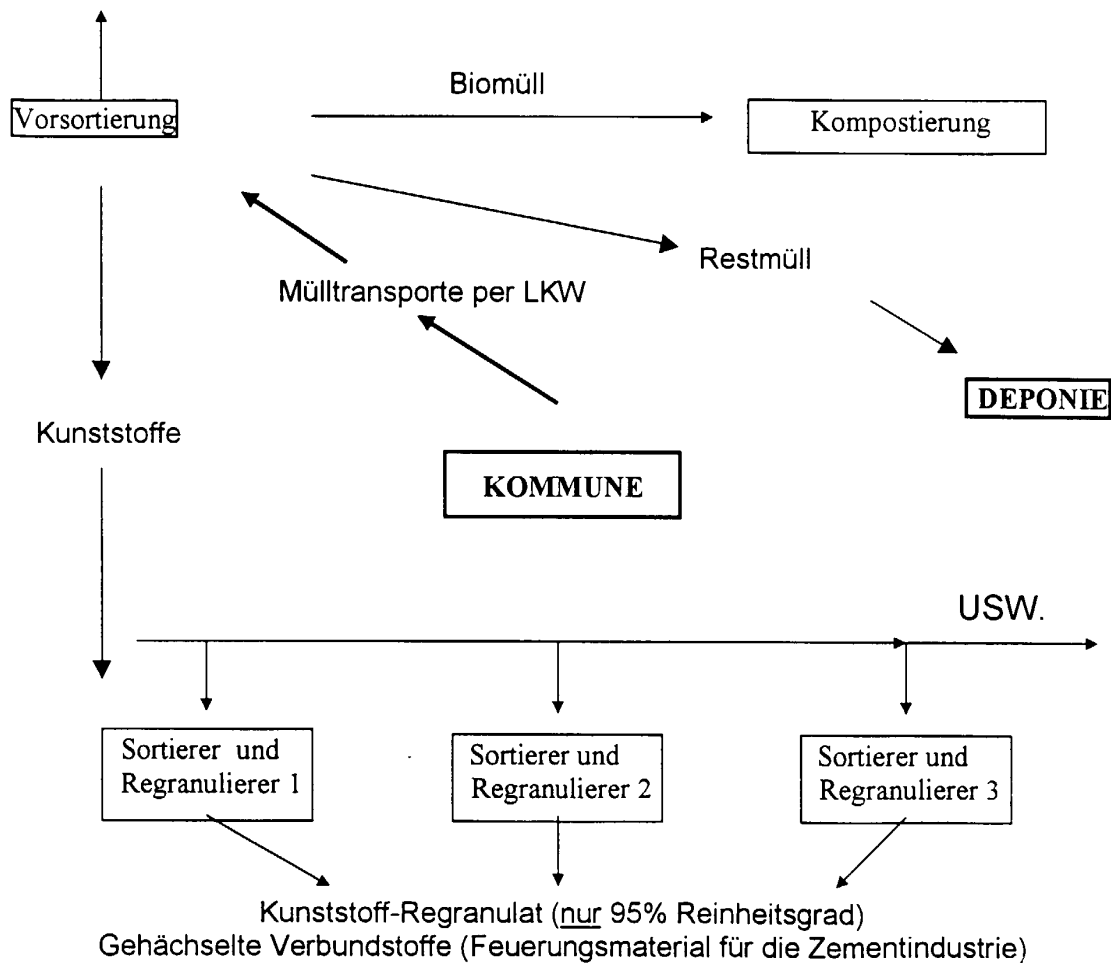 Biomüll
Vorsortierung
Kompostierung
Restmüll
Mülltransporte per LKW
DEPONIE
Kunststoffe
KOMMUNE
USW.
Sortierer und
Regranulierer 1
Sortierer und
Regranulierer 2
Sortierer und
Regranulierer 3
Kunststoff-Regranulat (nur 95% Reinheitsgrad)
Gehächselte Verbundstoffe (Feuerungsmaterial für die Zementindustrie)